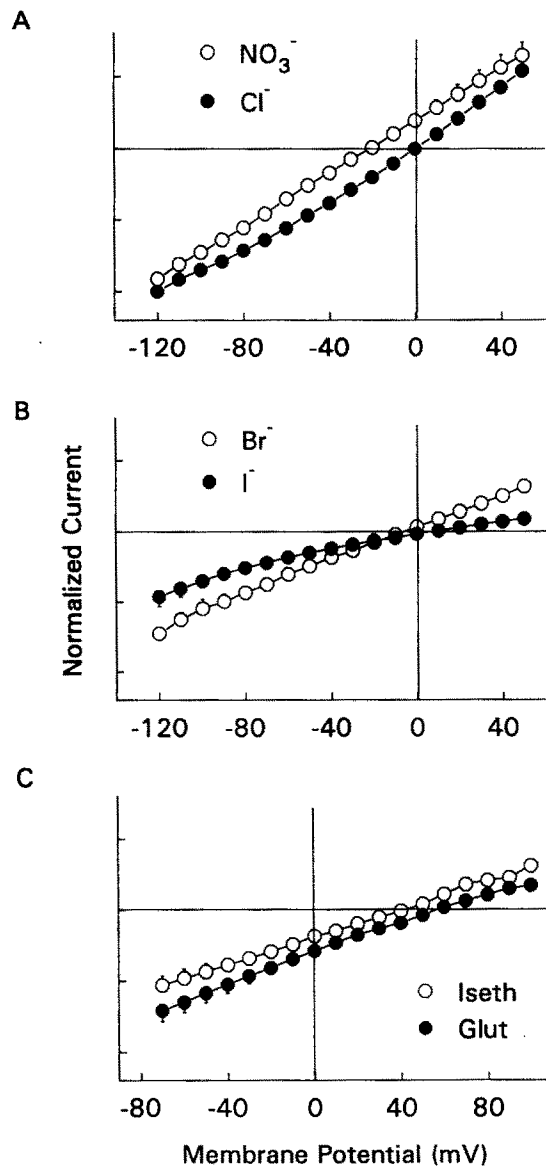 A
NO₃⁻
Cl⁻
-120 -80 -40 0 40
B
Br⁻
I⁻
Normalized Current
-120 -80 -40 0 40
C
Iseth
Glut
-80 -40 0 40 80
Membrane Potential (mV)